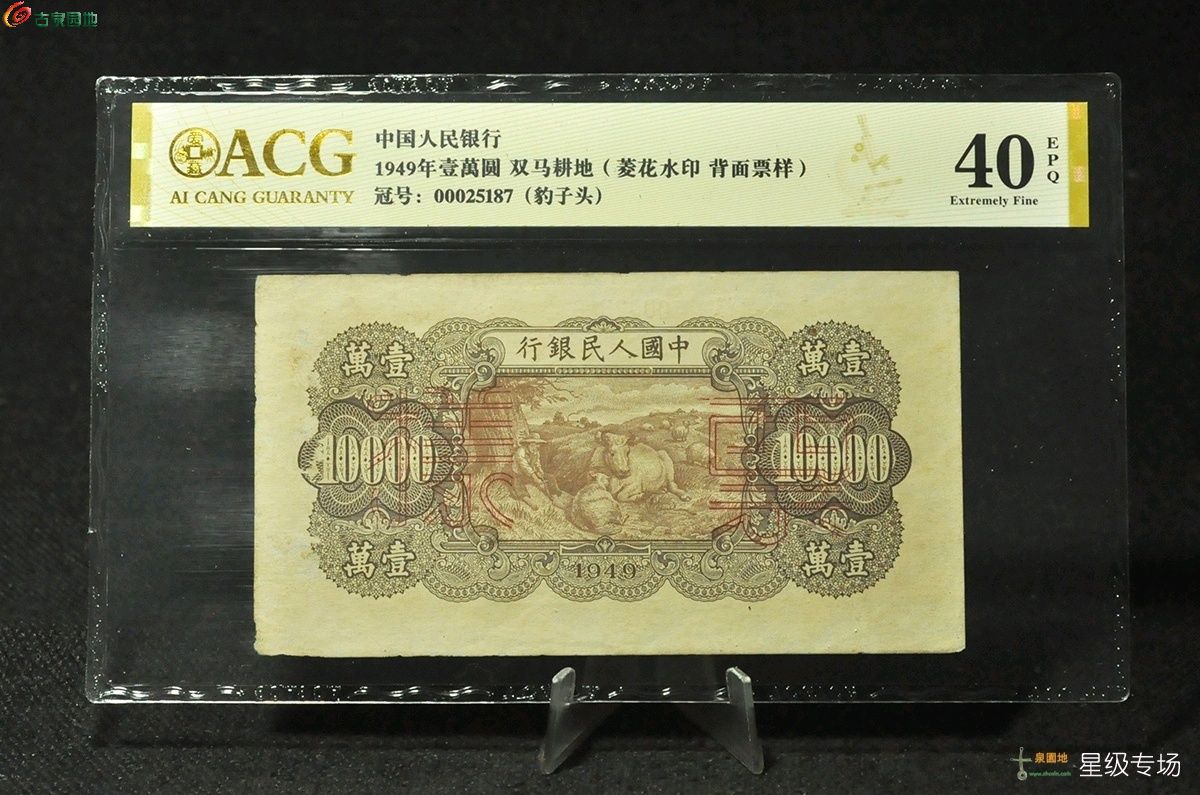 古泉园地
ACG
AI CANG GUARANTY
中国人民银行
1949年壹萬圆 双马耕地（菱花水印 背面票样）
冠号：00025187（豹子头）
40
EPQ
Extremely Fine
行銀民人國中
萬壹
萬壹
10000
10000
萬壹
萬壹
1949
泉園地
星级专场